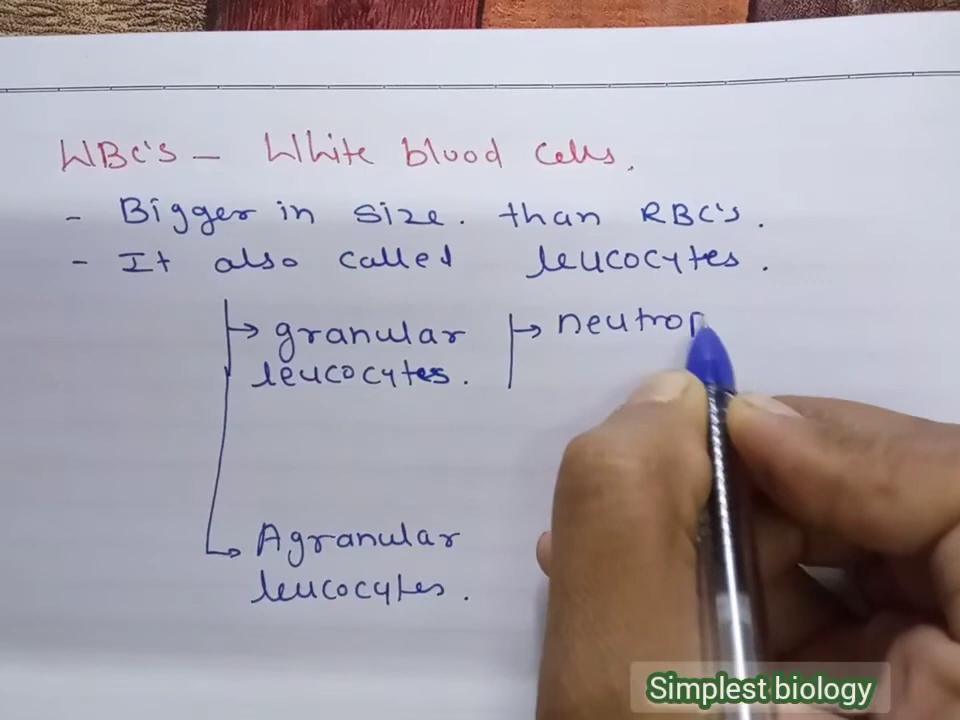 WBC's - White blood cells.
- Bigger in size. than RBC's.
- It also called leucocytes.
→ granular leucocytes.
→ neutrop
→ Agranular leucocytes.
Simplest biology